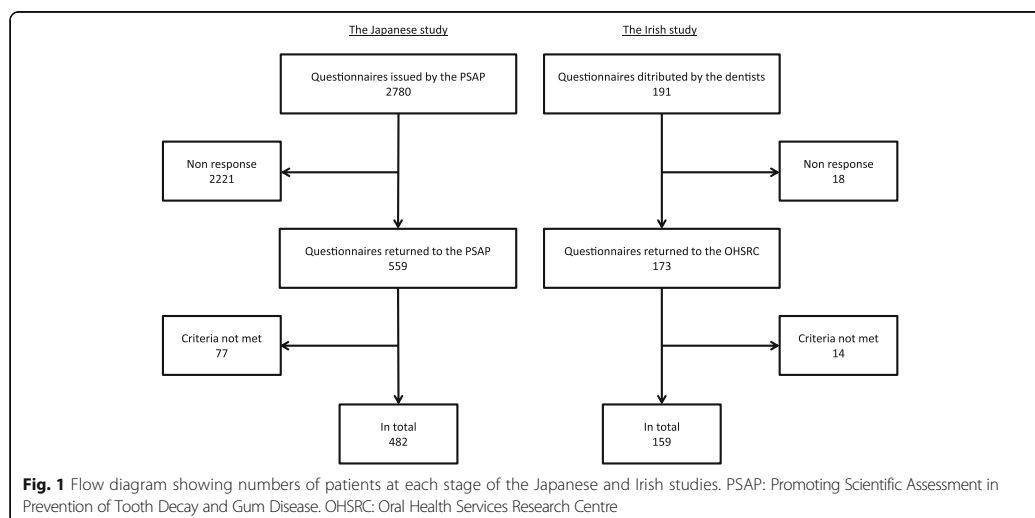 The Japanese study
The Irish study
Questionnaires issued by the PSAP
2780
Questionnaires ditributed by the dentists
191
Non response
2221
Non response
18
Questionnaires returned to the PSAP
559
Questionnaires returned to the OHSRC
173
Criteria not met
77
Criteria not met
14
In total
482
In total
159
Fig. 1 Flow diagram showing numbers of patients at each stage of the Japanese and Irish studies. PSAP: Promoting Scientific Assessment in
Prevention of Tooth Decay and Gum Disease. OHSRC: Oral Health Services Research Centre